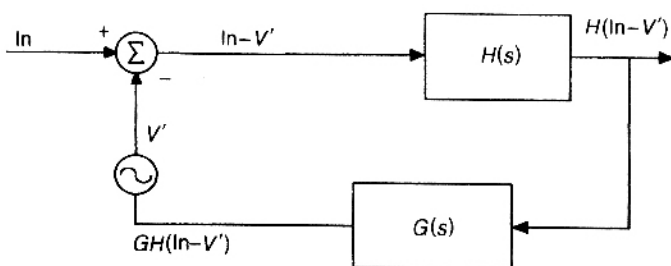 In
+
Σ
−
In−V'
H(s)
H(In−V')
V'
GH(In−V')
G(s)